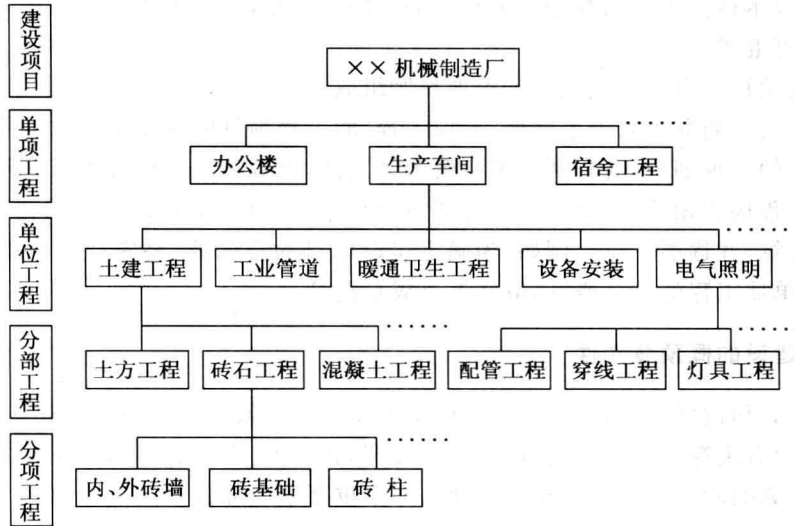 建设项目
×× 机械制造厂
单项工程
办公楼
生产车间
宿舍工程
单位工程
土建工程
工业管道
暖通卫生工程
设备安装
电气照明
分部工程
土方工程
砖石工程
混凝土工程
配管工程
穿线工程
灯具工程
分项工程
内、外砖墙
砖基础
砖 柱